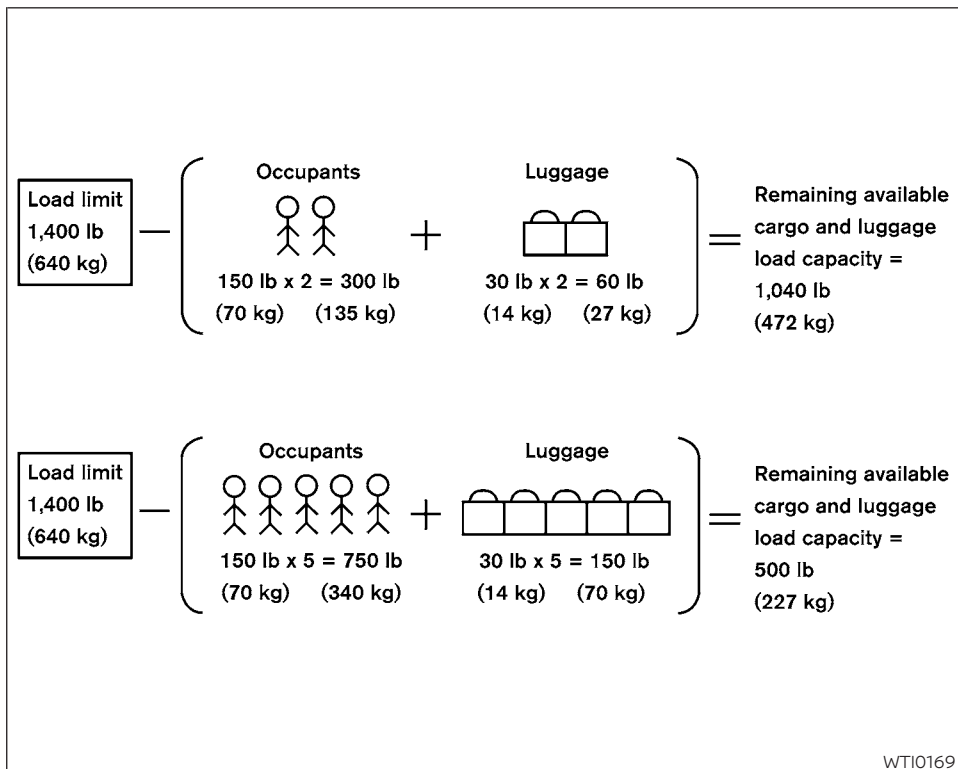 Load limit
1,400 lb
(640 kg)
—
Occupants
150 lb x 2 = 300 lb
(70 kg) (135 kg)
+
Luggage
30 lb x 2 = 60 lb
(14 kg) (27 kg)
=
Remaining available
cargo and luggage
load capacity =
1,040 lb
(472 kg)
Load limit
1,400 lb
(640 kg)
—
Occupants
150 lb x 5 = 750 lb
(70 kg) (340 kg)
+
Luggage
30 lb x 5 = 150 lb
(14 kg) (70 kg)
=
Remaining available
cargo and luggage
load capacity =
500 lb
(227 kg)
WTI0169